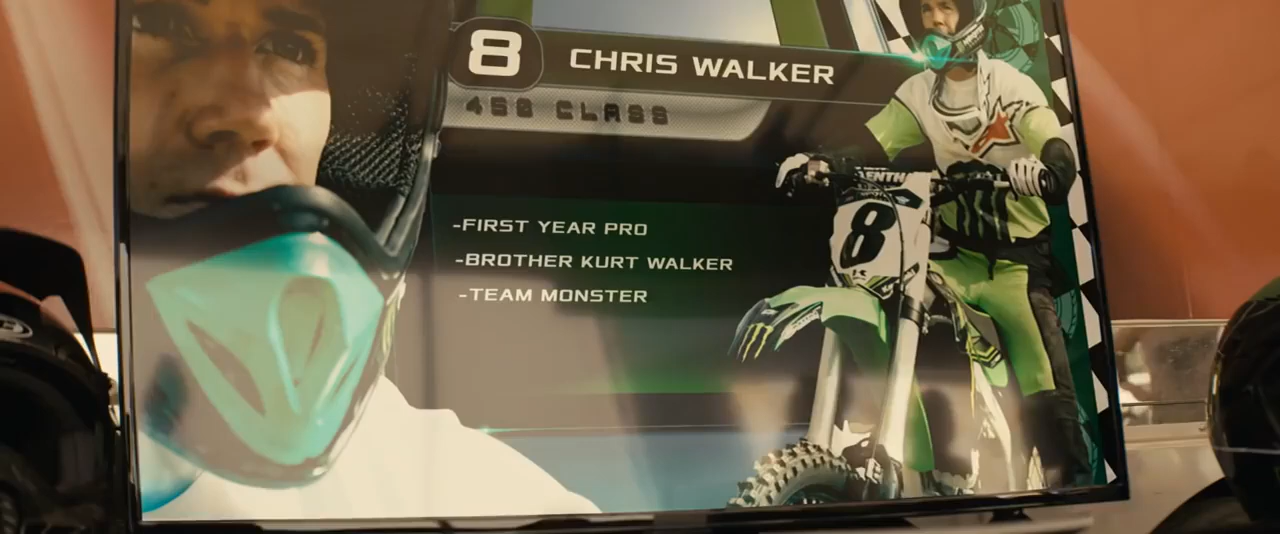 8 CHRIS WALKER
450 CLASS
-FIRST YEAR PRO
-BROTHER KURT WALKER
-TEAM MONSTER
8